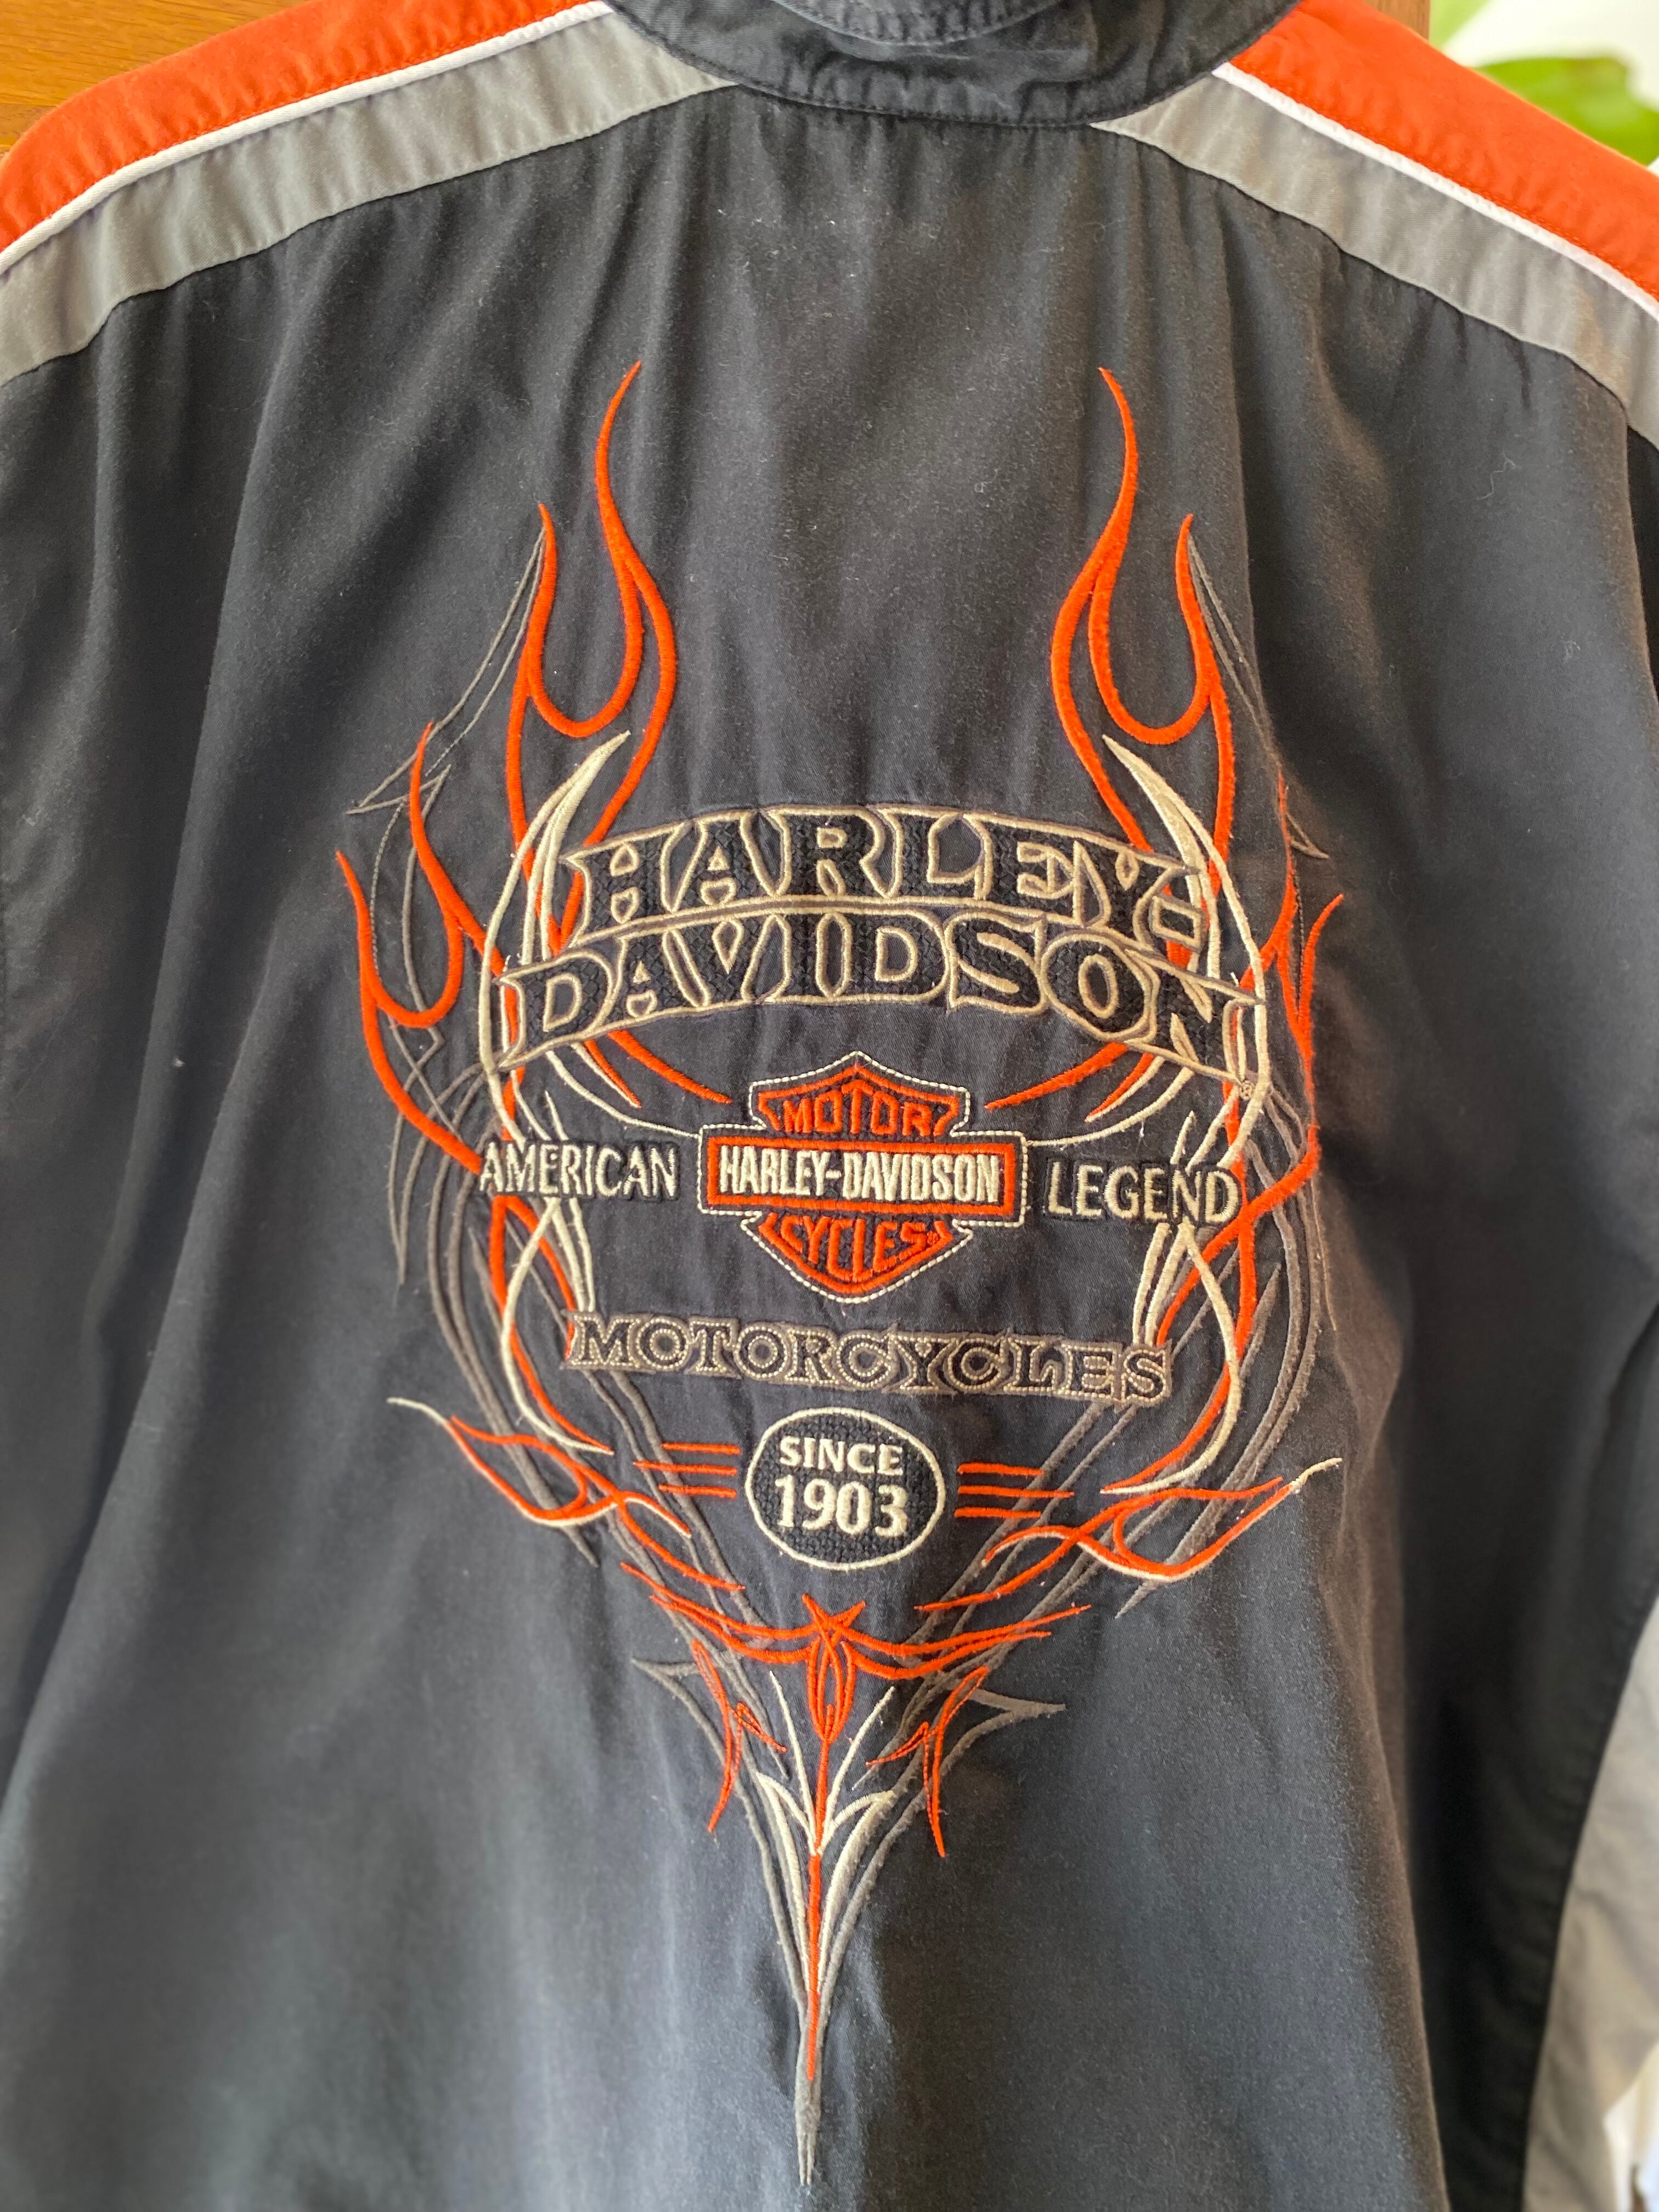 HARLEY-
DAVIDSON
MOTOR
AMERICAN HARLEY-DAVIDSON LEGEND
CYCLES
MOTORCYCLES
SINCE
1903